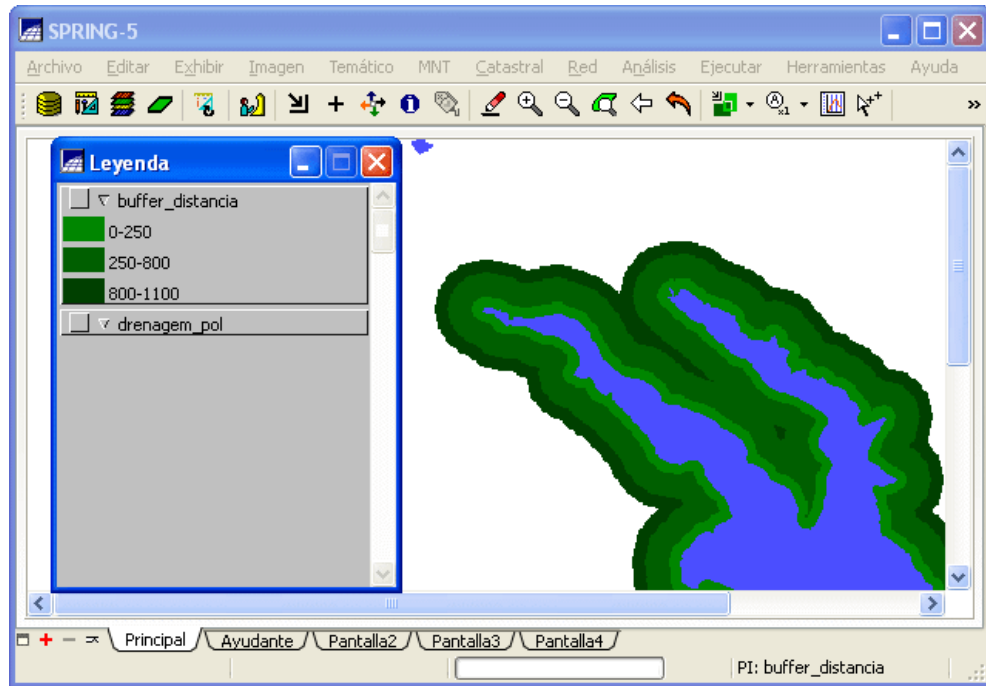 SPRING-5
Archivo Editar Exhibir Imagen Temático MNT Catastral Red Análisis Ejecutar Herramientas Ayuda
Leyenda
buffer_distancia
0-250
250-800
800-1100
drenagem_pol
Principal Ayudante Pantalla2 Pantalla3 Pantalla4
PI: buffer_distancia